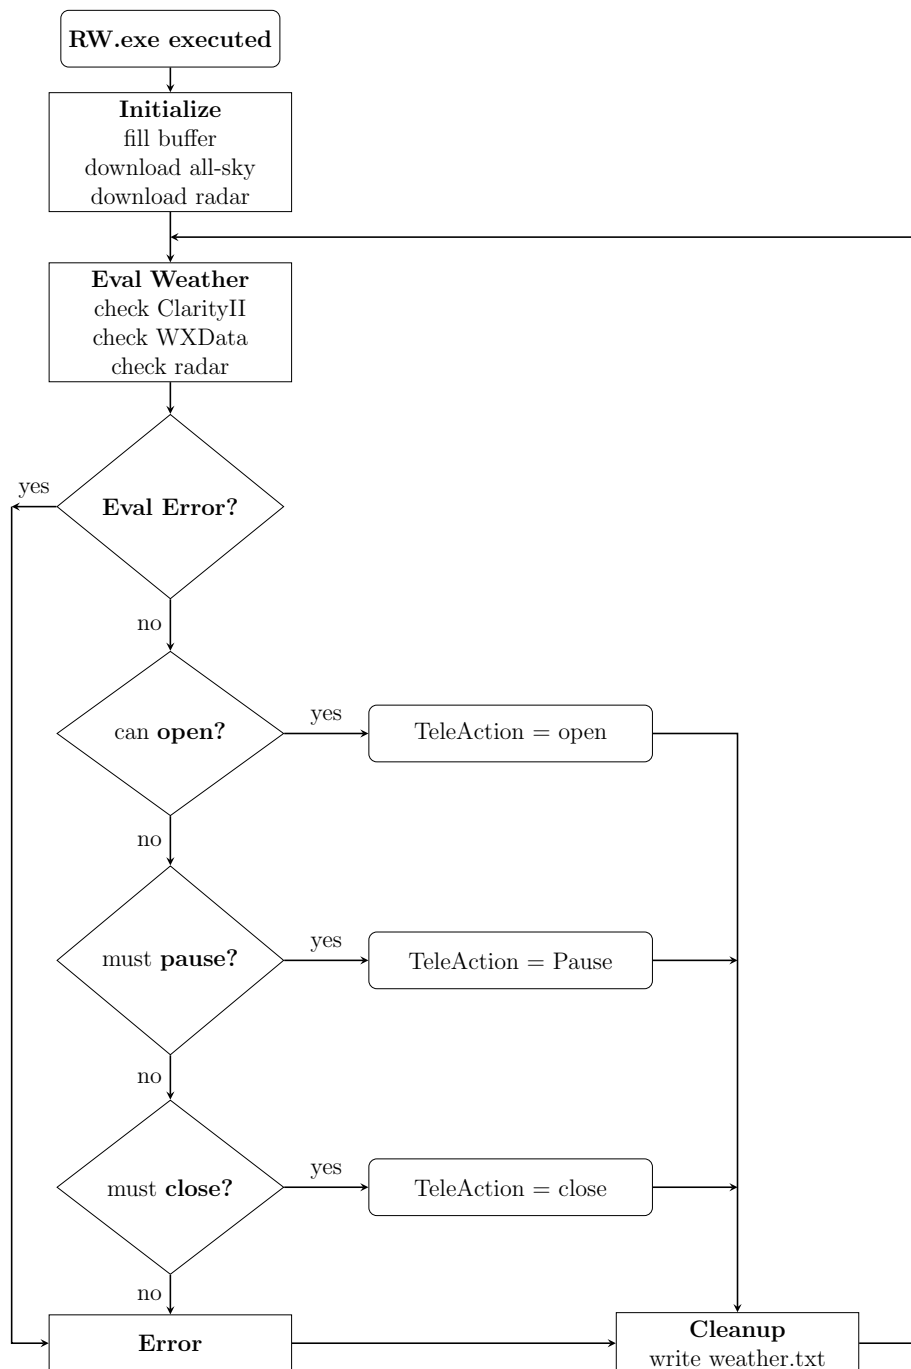 RW.exe executed
Initialize
fill buffer
download all-sky
download radar
Eval Weather
check ClarityII
check WXData
check radar
yes
Eval Error?
no
can open?
yes
TeleAction = open
no
must pause?
yes
TeleAction = Pause
no
must close?
yes
TeleAction = close
no
Error
Cleanup
write weather.txt